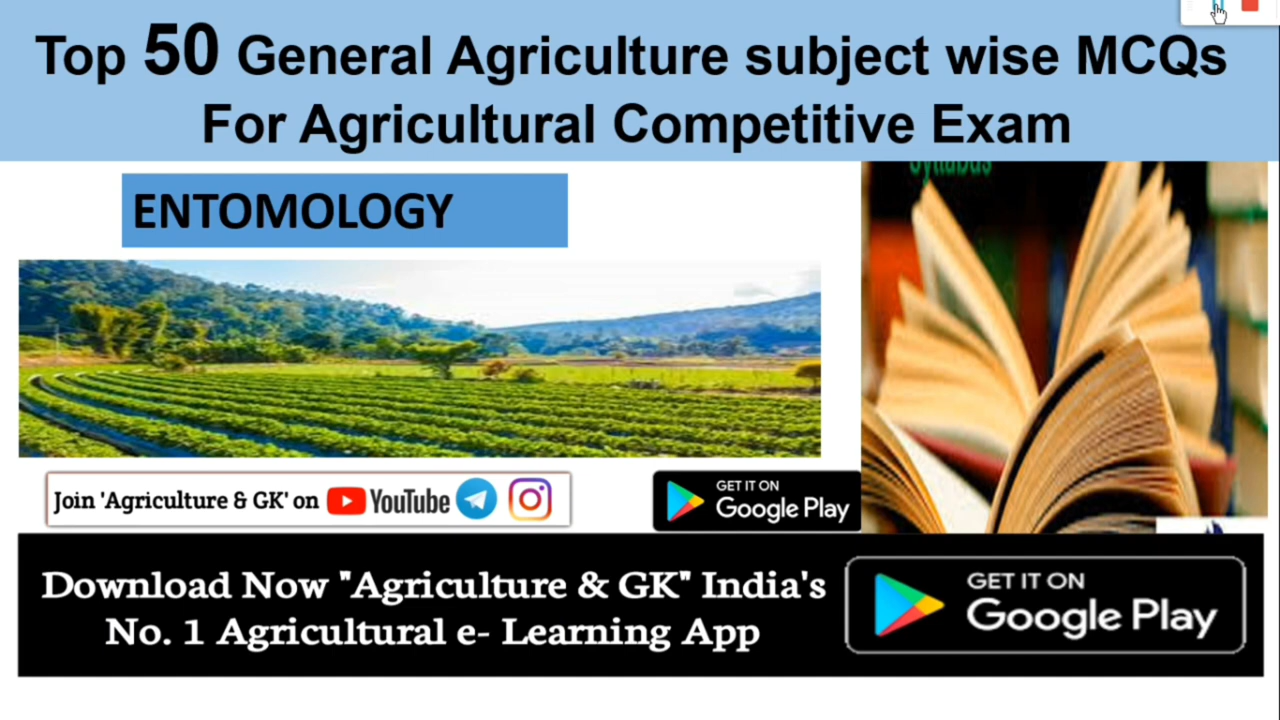 Top 50 General Agriculture subject wise MCQs
For Agricultural Competitive Exam
Syllabus
ENTOMOLOGY
Join 'Agriculture & GK' on YouTube
GET IT ON
Google Play
Download Now "Agriculture & GK" India's
No. 1 Agricultural e- Learning App
GET IT ON
Google Play